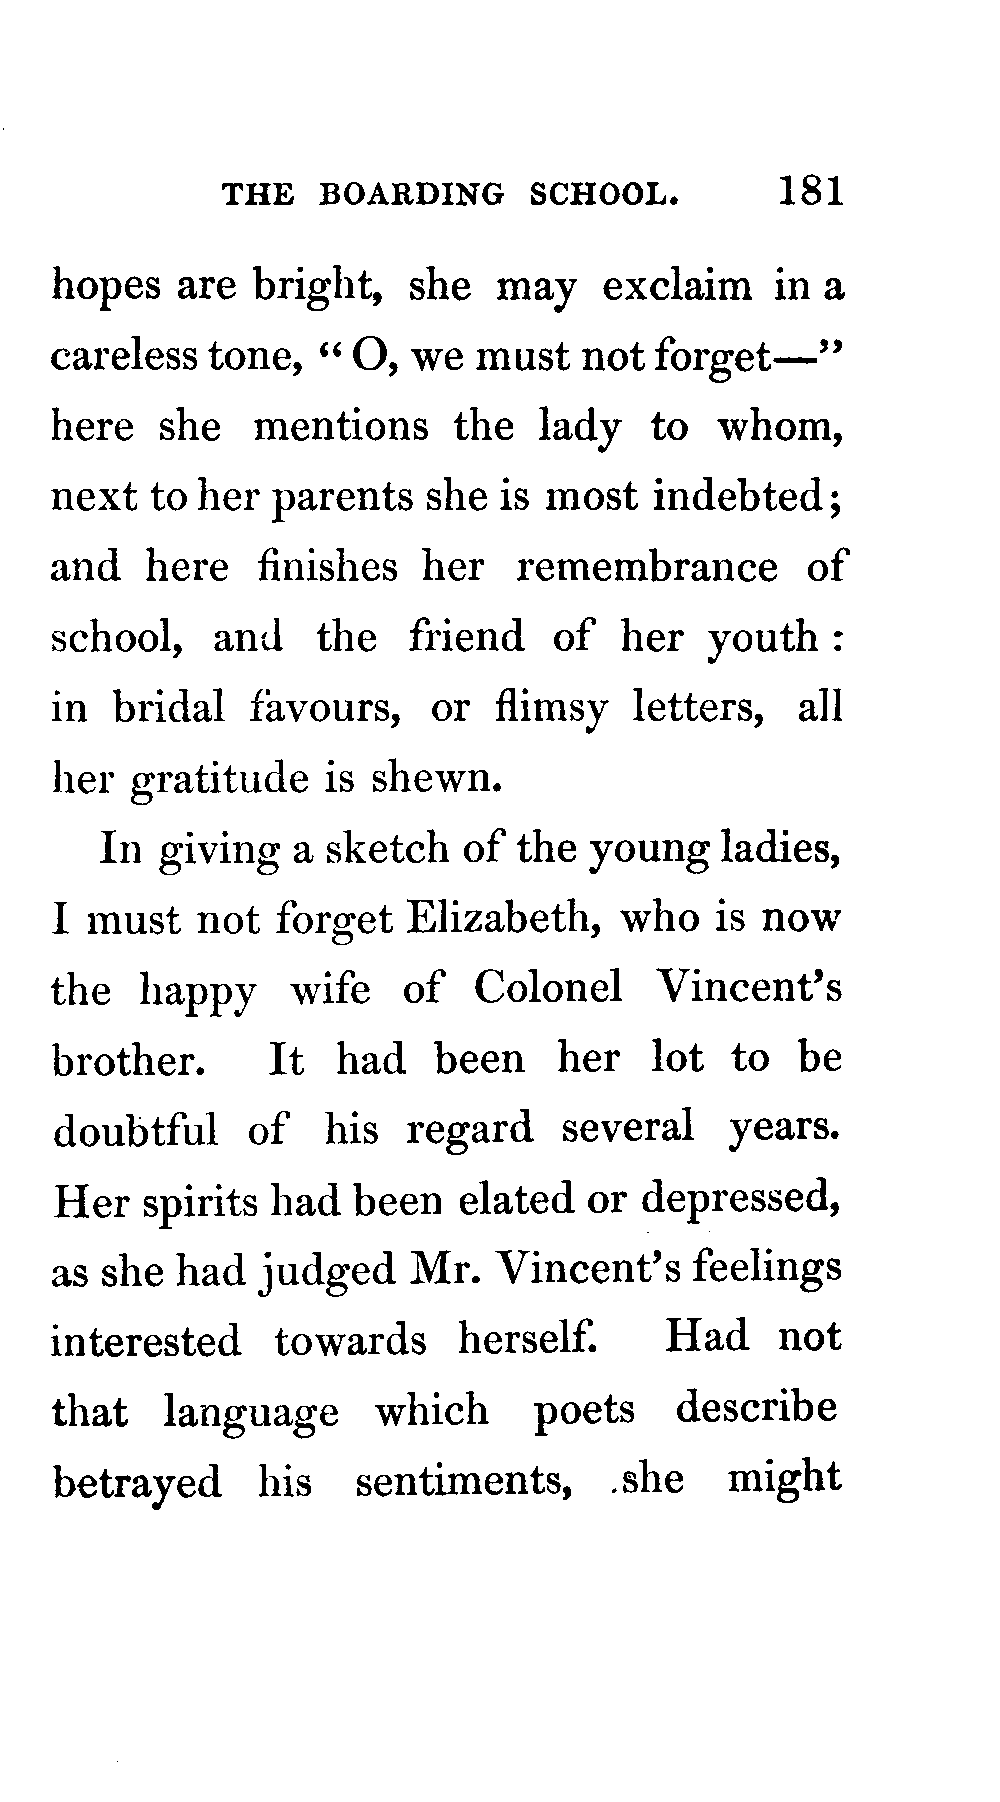 THE BOARDING SCHOOL. 181
hopes are bright, she may exclaim in a
careless tone, “ O, we must not forget—”
here she mentions the lady to whom,
next to her parents she is most indebted;
and here finishes her remembrance of
school, and the friend of her youth :
in bridal favours, or flimsy letters, all
her gratitude is shewn.
In giving a sketch of the young ladies,
I must not forget Elizabeth, who is now
the happy wife of Colonel Vincent’s
brother. It had been her lot to be
doubtful of his regard several years.
Her spirits had been elated or depressed,
as she had judged Mr. Vincent’s feelings
interested towards herself. Had not
that language which poets describe
betrayed his sentiments, .she might